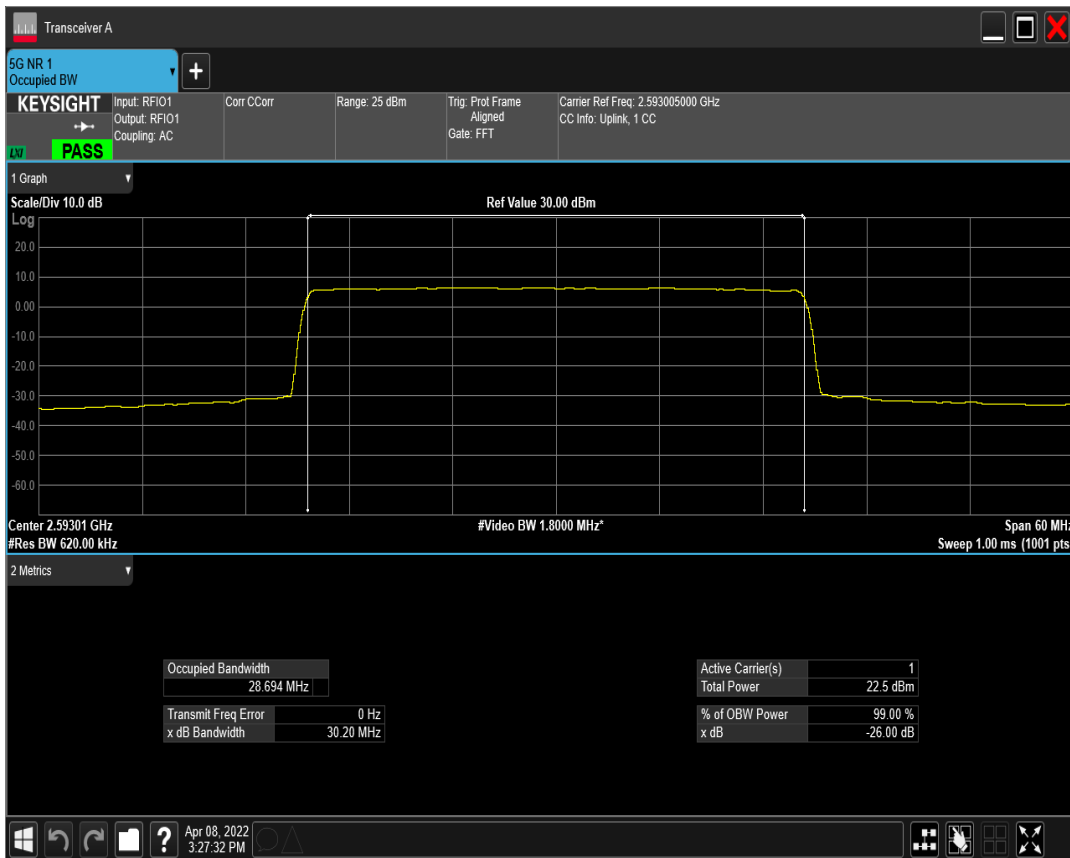 Transceiver A
5G NR 1
Occupied BW
+
KEYSIGHT
LXI
PASS
Input: RFIO1
Output: RFIO1
Coupling: AC
Corr CCorr
Range: 25 dBm
Trig: Prot Frame
Aligned
Gate: FFT
Carrier Ref Freq: 2.593005000 GHz
CC Info: Uplink, 1 CC
1 Graph
Scale/Div 10.0 dB
Ref Value 30.00 dBm
Log
20.0
10.0
0.00
-10.0
-20.0
-30.0
-40.0
-50.0
-60.0
Center 2.59301 GHz
#Video BW 1.8000 MHz*
Span 60 MHz
#Res BW 620.00 kHz
Sweep 1.00 ms (1001 pts
2 Metrics
Occupied Bandwidth
28.694 MHz
Transmit Freq Error 0 Hz
x dB Bandwidth 30.20 MHz
Active Carrier(s) 1
Total Power 22.5 dBm
% of OBW Power 99.00 %
x dB -26.00 dB
?
Apr 08, 2022
3:27:32 PM